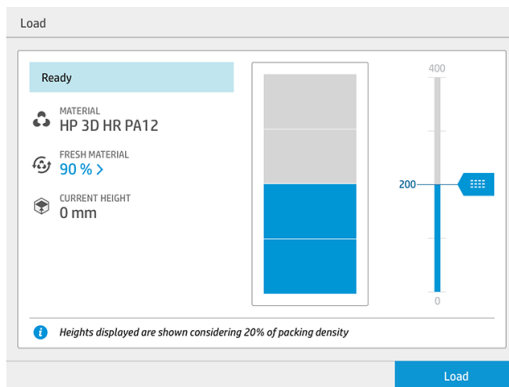 Load
Ready
MATERIAL
HP 3D HR PA12
FRESH MATERIAL
90 % >
CURRENT HEIGHT
0 mm
400
200
0
Heights displayed are shown considering 20% of packing density
Load